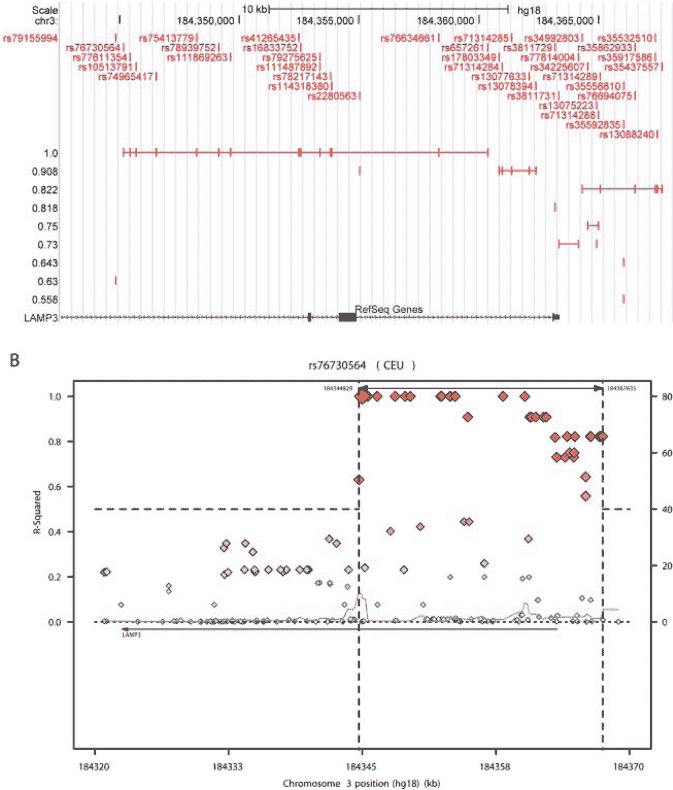 Scale 10 kb hg18
chr3: 184,350,000 184,355,000 184,360,000 184,365,000
rs79155994 rs75413779 rs41265435 rs76634661 rs71314285 rs34992803 rs35532510
rs76730564 rs78939752 rs16833752 rs657261 rs3811729 rs35862933
rs77611354 rs111869263 rs79275625 rs17803349 rs77814004 rs35917586
rs10513791 rs111487892 rs71314284 rs34225607 rs35437557
rs74965417 rs78217143 rs13077633 rs71314289
rs114318380 rs13078394 rs35556810
rs2280563 rs3811731 rs76694075
rs13075223
rs71314288
rs35592835
rs13088240
1.0
0.908
0.822
0.818
0.75
0.73
0.643
0.63
0.558
RefSeq Genes
LAMP3
B
rs76730564 ( CEU )
184344829 184367635
1.0 80
0.8 60
0.6
R-Squared
40
0.4
20
0.2
0.0 0
LAMP3
184320 184333 184345 184358 184370
Chromosome 3 position (hg18) (kb)